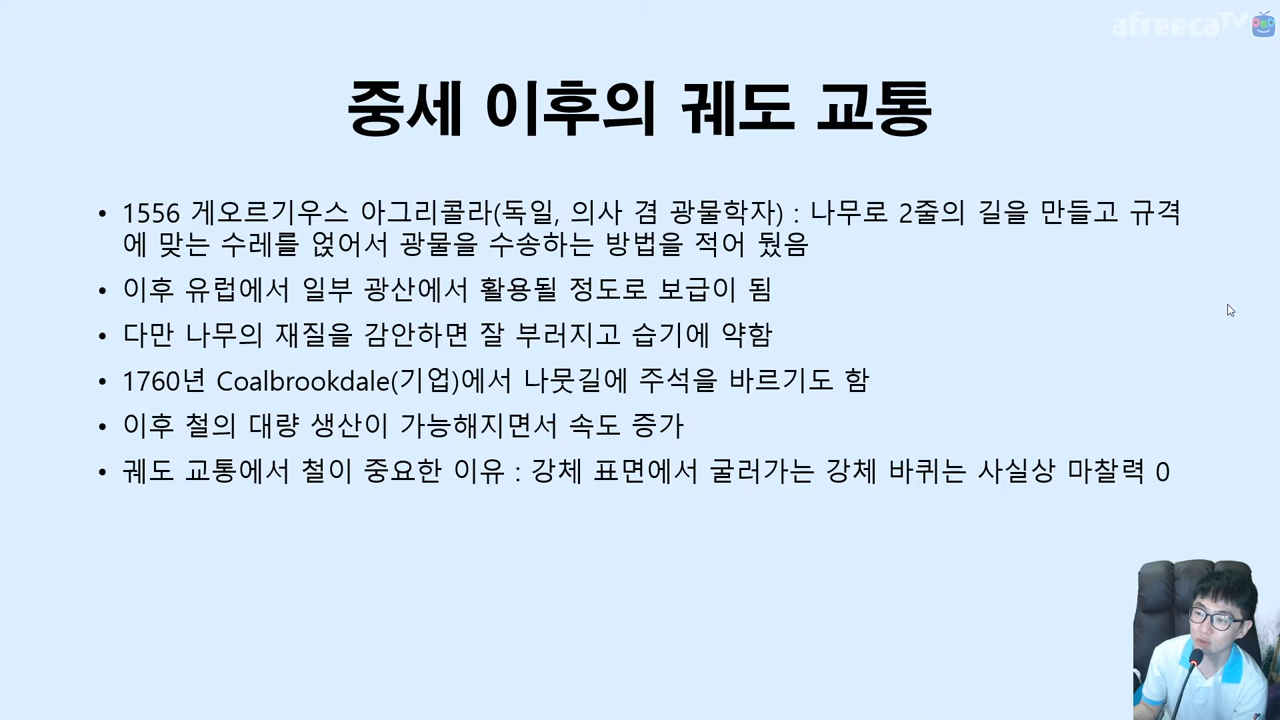 afreecaTV
중세 이후의 궤도 교통
• 1556 게오르기우스 아그리콜라(독일, 의사 겸 광물학자) : 나무로 2줄의 길을 만들고 규격
에 맞는 수레를 얹어서 광물을 수송하는 방법을 적어 뒀음
• 이후 유럽에서 일부 광산에서 활용될 정도로 보급이 됨
• 다만 나무의 재질을 감안하면 잘 부러지고 습기에 약함
• 1760년 Coalbrookdale(기업)에서 나뭇길에 주석을 바르기도 함
• 이후 철의 대량 생산이 가능해지면서 속도 증가
• 궤도 교통에서 철이 중요한 이유 : 강체 표면에서 굴러가는 강체 바퀴는 사실상 마찰력 0